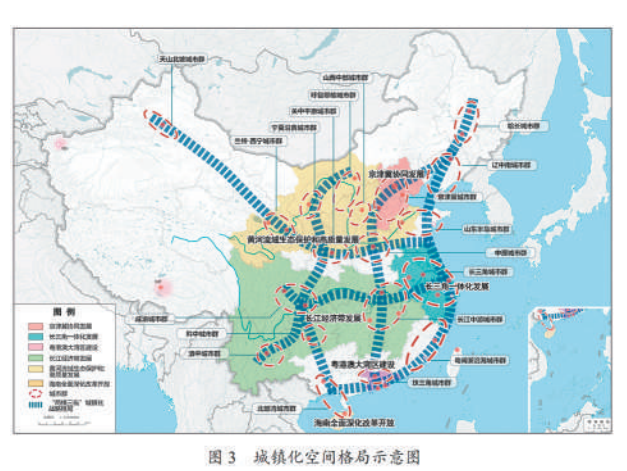 天山北坡城市群
山西中部城市群
呼包鄂榆城市群
关中平原城市群
宁夏沿黄城市群
兰州-西宁城市群
哈长城市群
辽中南城市群
京津冀协同发展
京津冀城市群
山东半岛城市群
黄河流域生态保护和高质量发展
中原城市群
长三角城市群
长三角一体化发展
成渝城市群
长江经济带发展
长江中游城市群
黔中城市群
滇中城市群
粤港澳大湾区建设
粤闽浙沿海城市群
珠三角城市群
北部湾城市群
海南全面深化改革开放
图 例
京津冀协同发展
长三角一体化发展
粤港澳大湾区建设
长江经济带发展
黄河流域生态保护和
高质量发展
海南全面深化改革开放
城市群
“两横三纵”城镇化
战略格局
图 3 城镇化空间格局示意图